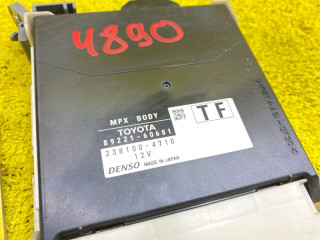 4890
MPX BODY
TOYOTA
89221-60681
238100-4710
12V
DENSO MADE IN JAPAN
TF